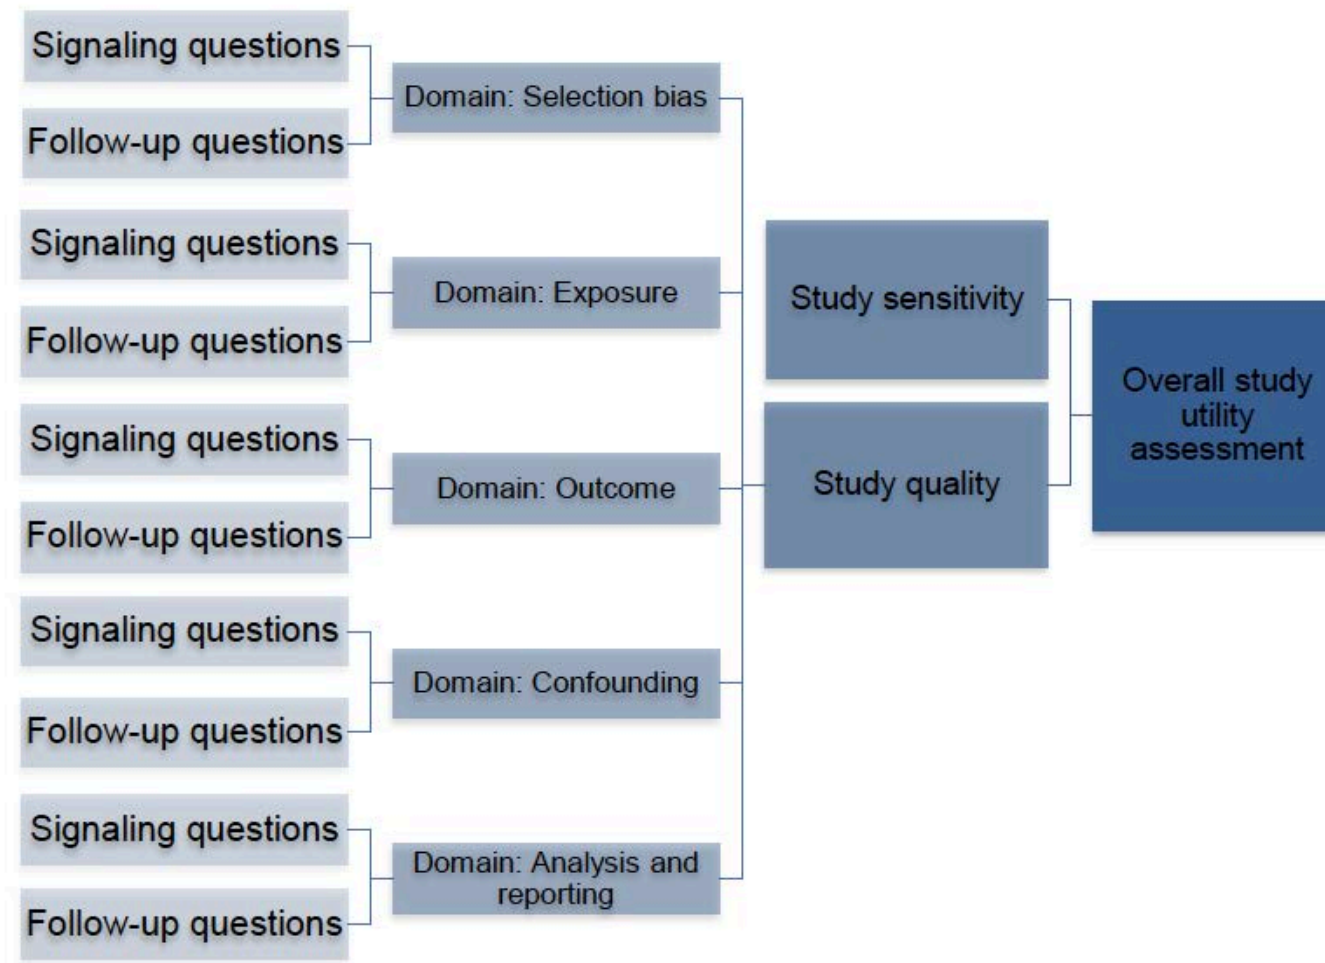 Signaling questions
Follow-up questions
Domain: Selection bias
Signaling questions
Follow-up questions
Domain: Exposure
Signaling questions
Follow-up questions
Domain: Outcome
Signaling questions
Follow-up questions
Domain: Confounding
Signaling questions
Follow-up questions
Domain: Analysis and
reporting
Study sensitivity
Study quality
Overall study
utility
assessment